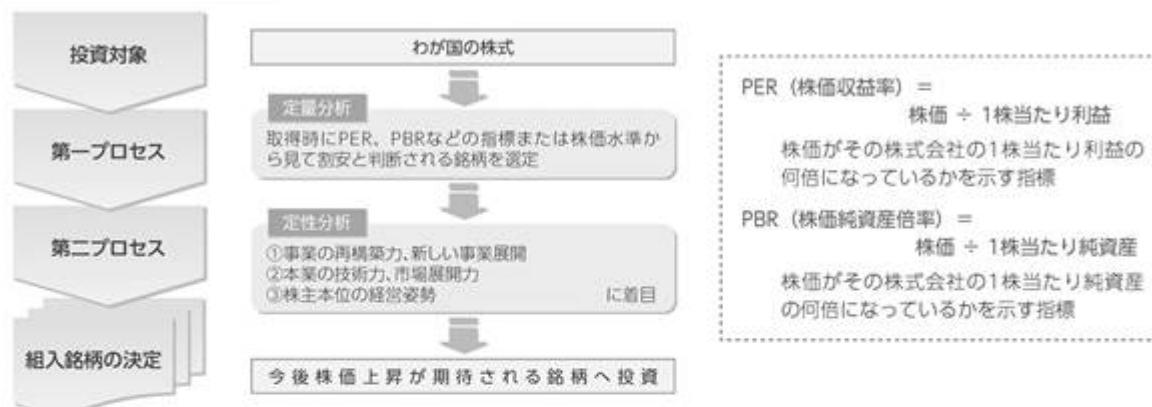 投資対象
第一プロセス
第二プロセス
組入銘柄の決定
わが国の株式
定量分析
取得時にPER、PBRなどの指標または株価水準か
ら見て割安と判断される銘柄を選定
定性分析
①事業の再構築力、新しい事業展開
②本業の技術力、市場展開力
③株主本位の経営姿勢 に着目
今後株価上昇が期待される銘柄へ投資
PER（株価収益率）＝
株価 ÷ 1株当たり利益
株価がその株式会社の1株当たり利益の
何倍になっているかを示す指標
PBR（株価純資産倍率）＝
株価 ÷ 1株当たり純資産
株価がその株式会社の1株当たり純資産
の何倍になっているかを示す指標